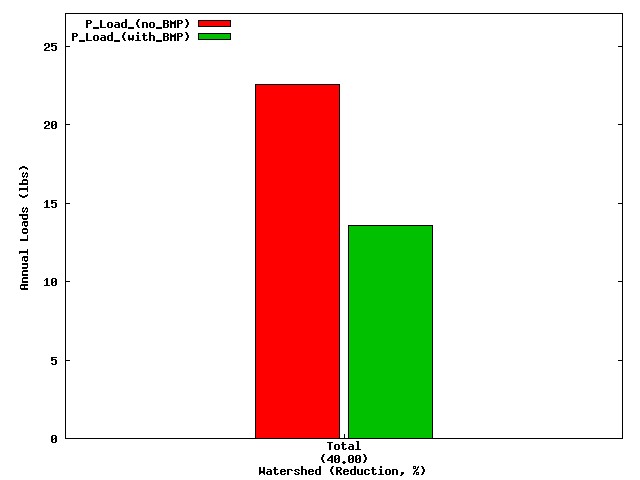 P_Load_(no_BMP)
P_Load_(with_BMP)
25
20
15
10
5
0
Annual Loads (lbs)
Total
(40.00)
Watershed (Reduction, %)